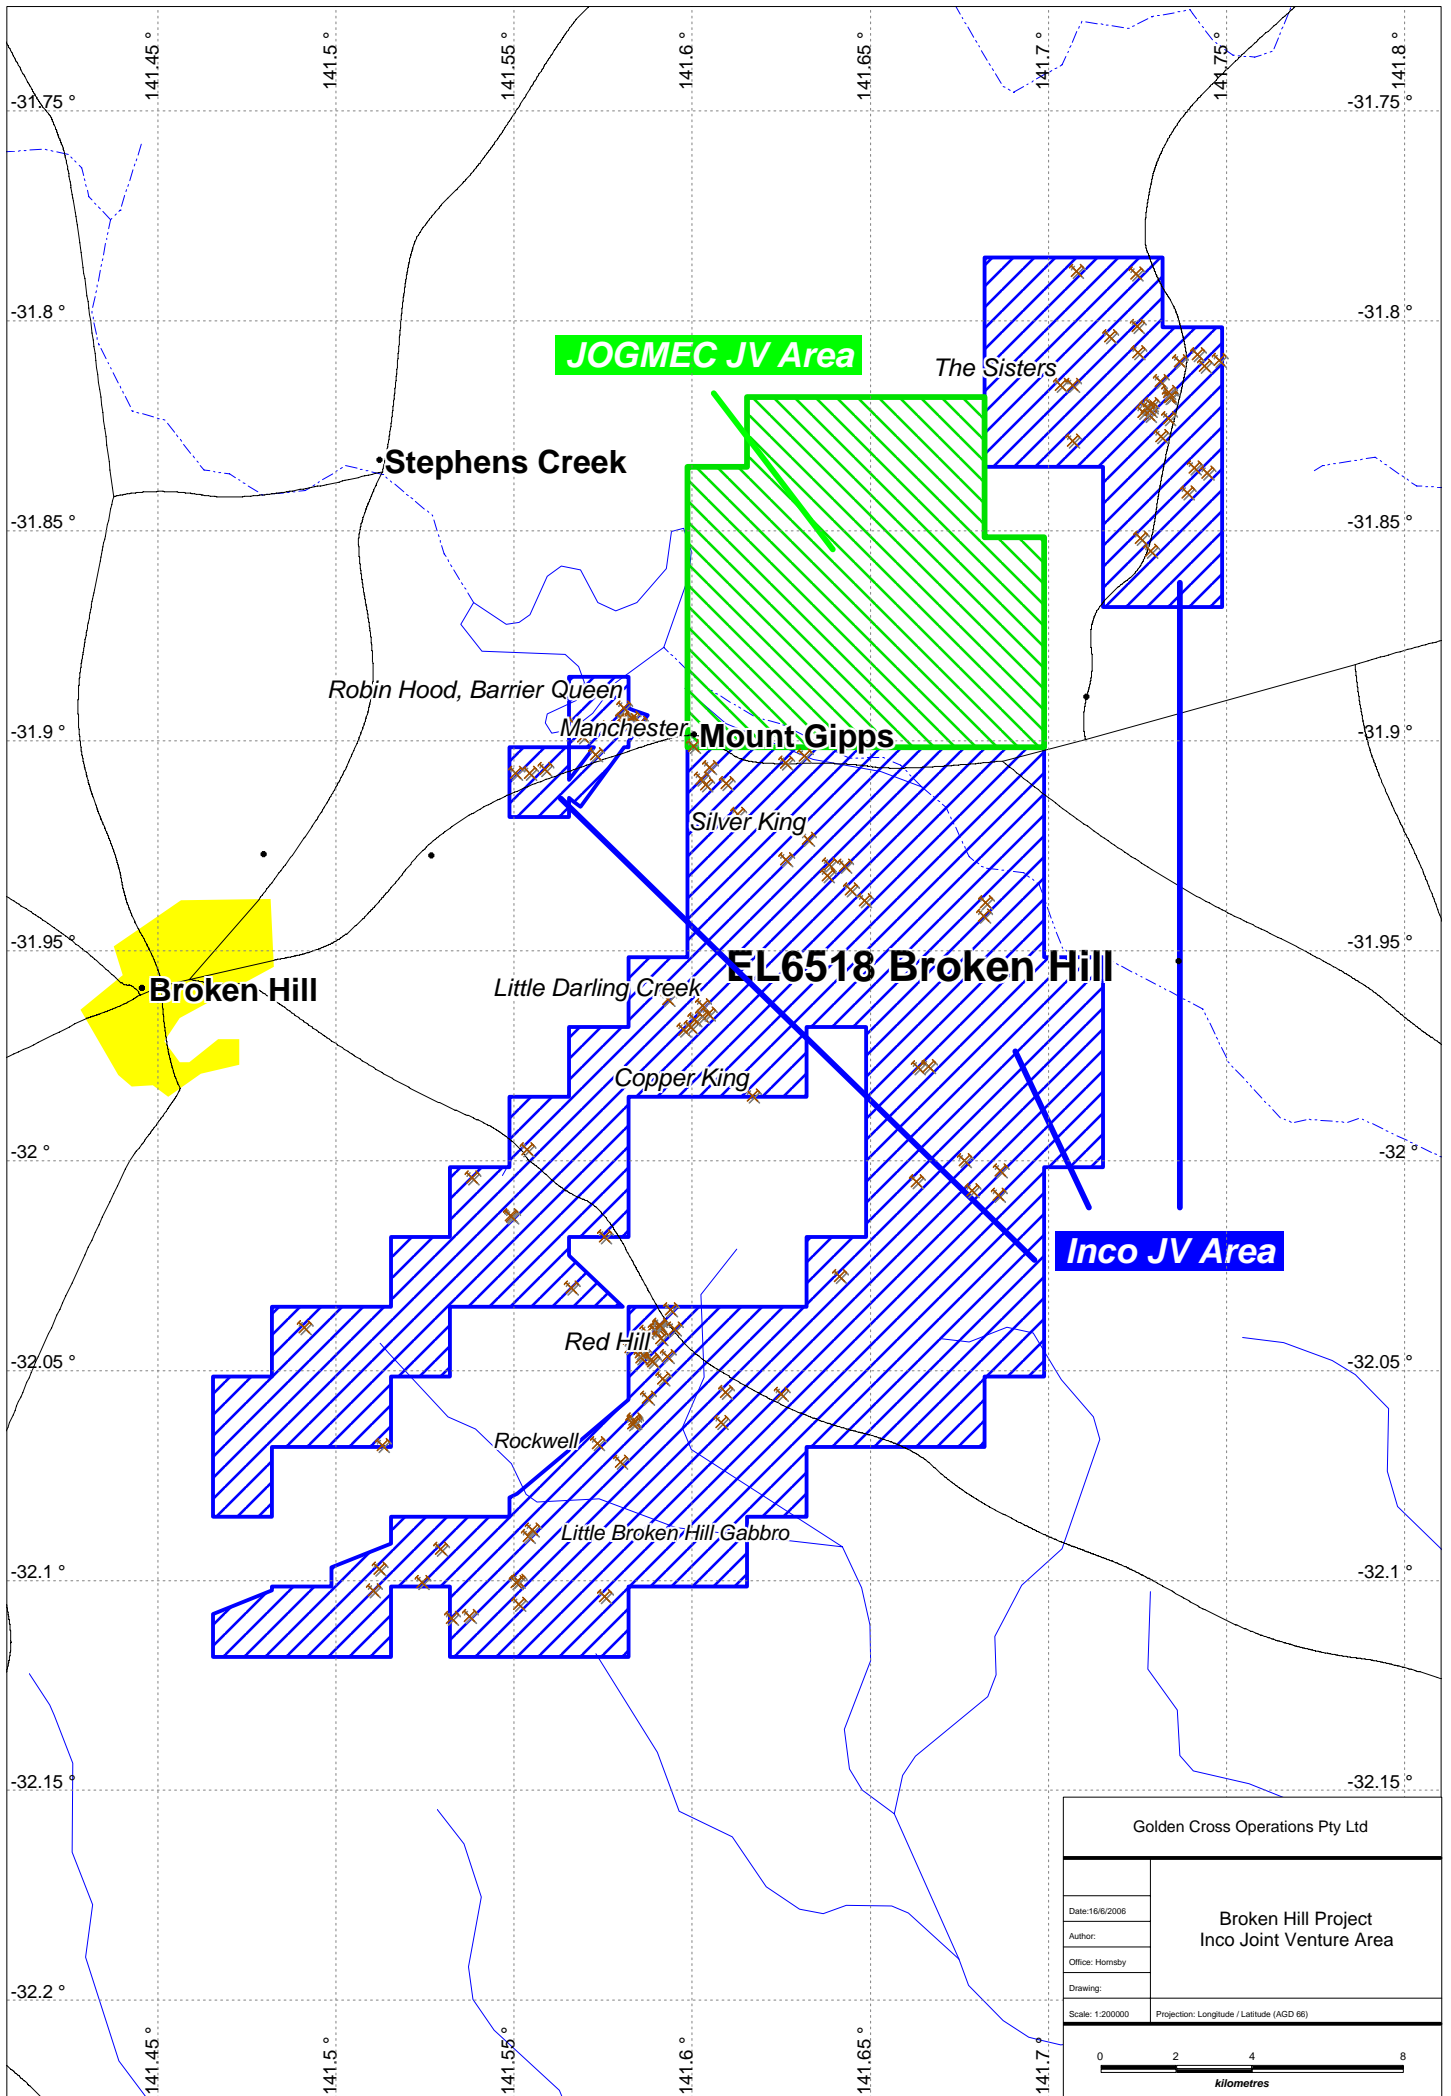 141.45 °
141.5 °
141.55 °
141.6 °
141.65 °
141.7 °
141.75 °
141.8 °
-31.75 °
-31.75 °
-31.8 °
-31.8 °
JOGMEC JV Area
The Sisters
Stephens Creek
-31.85 °
-31.85 °
Robin Hood, Barrier Queen
Manchester
Mount Gipps
-31.9 °
-31.9 °
Silver King
-31.95 °
-31.95 °
EL6518 Broken Hill
Broken Hill
Little Darling Creek
Copper King
-32 °
-32 °
Inco JV Area
Red Hill
-32.05 °
-32.05 °
Rockwell
Little Broken Hill Gabbro
-32.1 °
-32.1 °
-32.15 °
-32.15 °
-32.2 °
141.45 °
141.5 °
141.55 °
141.6 °
141.65 °
141.7 °
Golden Cross Operations Pty Ltd
Date:16/6/2006
Author:
Office: Hornsby
Drawing:
Scale: 1:200000
Broken Hill Project
Inco Joint Venture Area
Projection: Longitude / Latitude (AGD 66)
0 2 4 8
kilometres